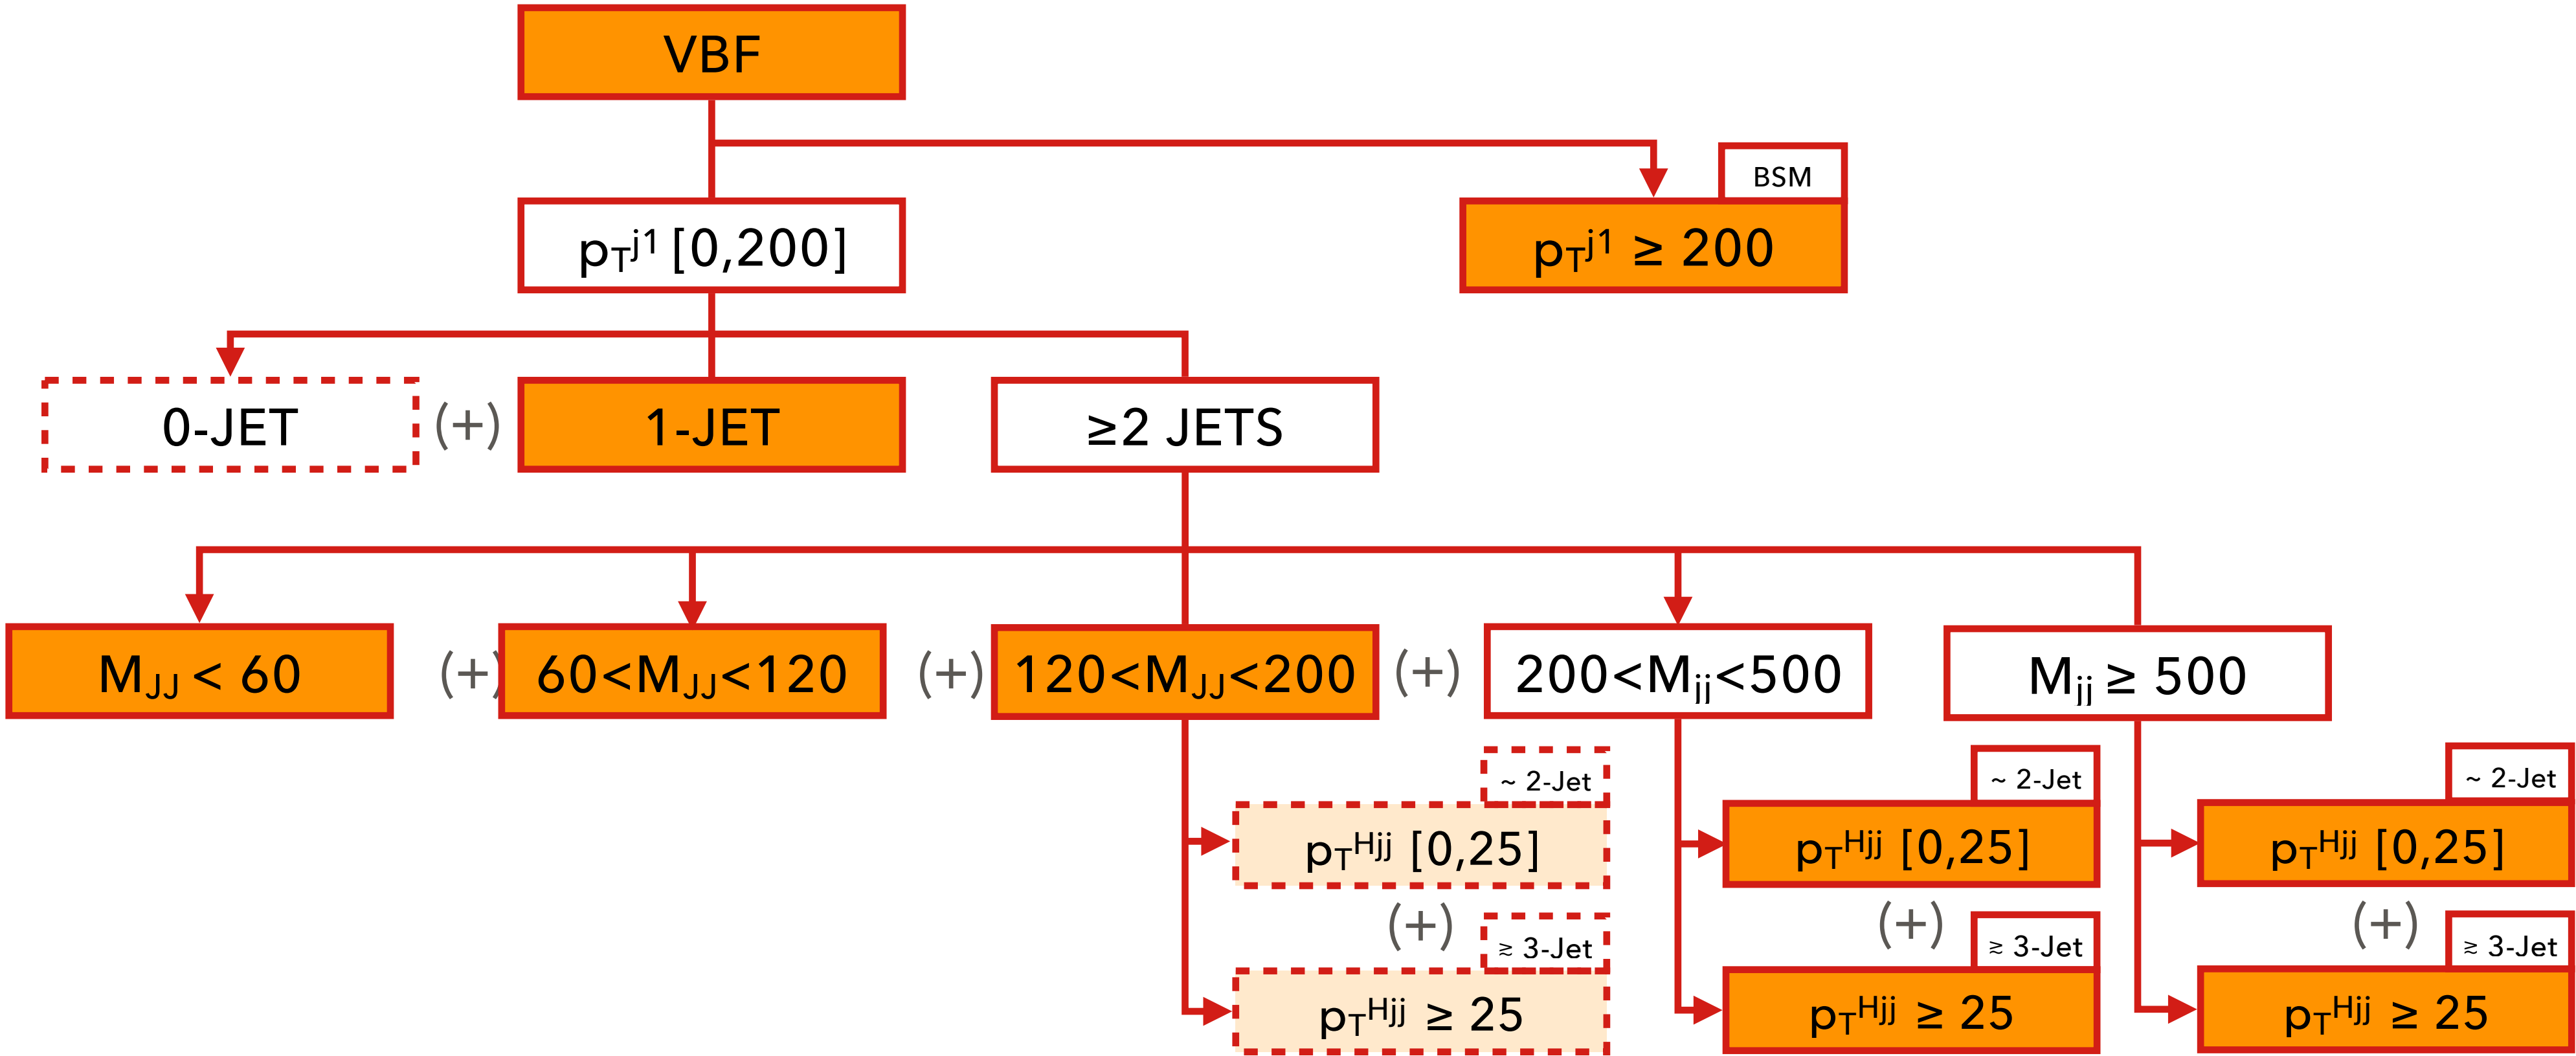 VBF
BSM
pTj1 [0,200]
pTj1 ≥ 200
0-JET
(+)
1-JET
≥2 JETS
MJJ < 60
(+)
60<MJJ<120
(+)
120<MJJ<200
(+)
200<Mjj<500
Mjj ≥ 500
~ 2-Jet
pTHjj [0,25]
(+)
≳ 3-Jet
pTHjj ≥ 25
~ 2-Jet
pTHjj [0,25]
(+)
≳ 3-Jet
pTHjj ≥ 25
~ 2-Jet
pTHjj [0,25]
(+)
≳ 3-Jet
pTHjj ≥ 25